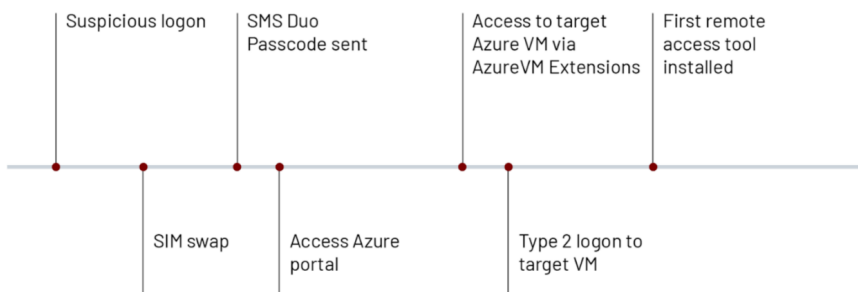 Suspicious logon
SMS Duo
Passcode sent
Access to target
Azure VM via
AzureVM Extensions
First remote
access tool
installed
SIM swap
Access Azure
portal
Type 2 logon to
target VM